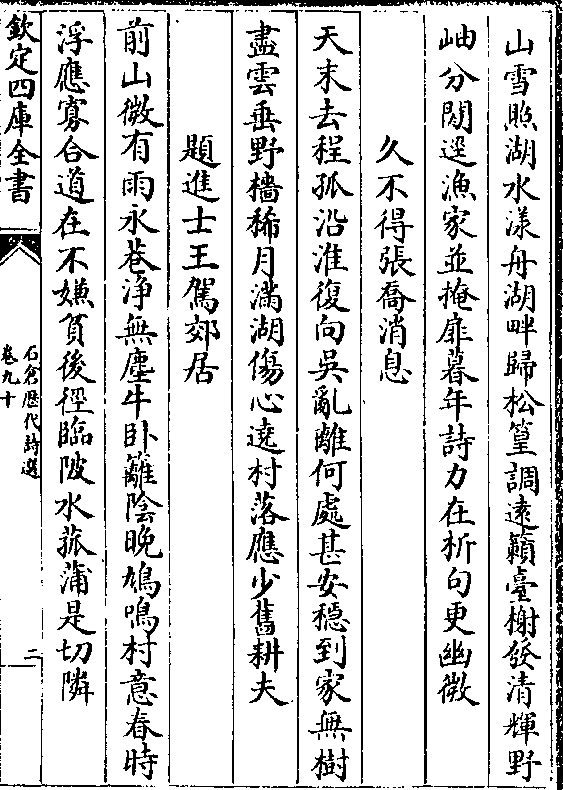 山雪照湖水漾舟湖畔歸松篁調遠籟臺榭發清輝野
岫分閒逕漁家並掩扉暮年詩力在析句更幽微
久不得張喬消息
天末去程孤沿淮復向吳亂離何處甚安穩到家無樹
盡雲垂野檣稀月滿湖傷心遶村落應少舊耕夫
題進士王駕郊居
前山微有雨永巷淨無塵牛卧籬陰晚鳩鳴村意春時
浮應寡合道在不嫌貧後徑臨陂水菰蒲是切隣
欽定四庫全書
石倉歷代詩選
卷九十
二